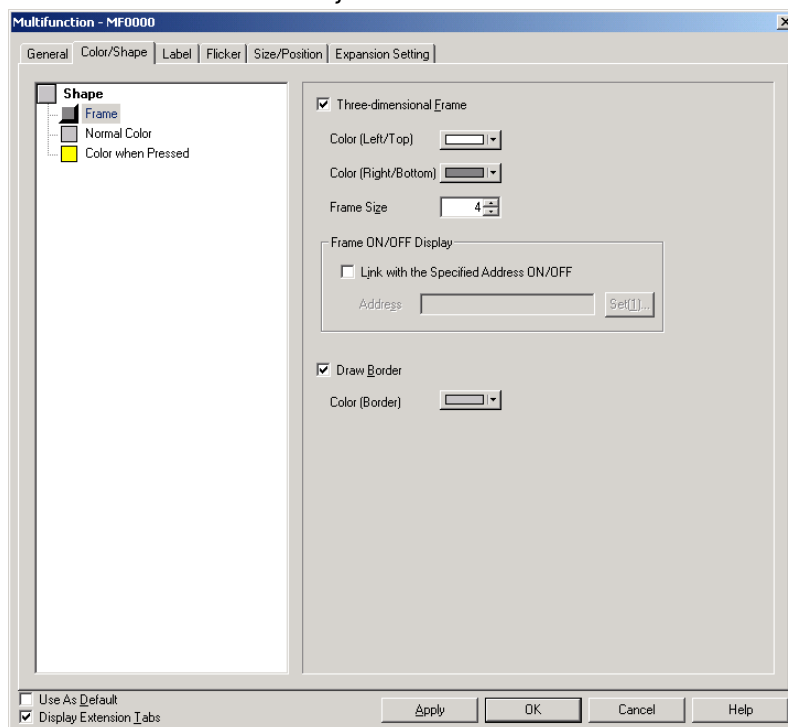 Multifunction - MF0000
General Color/Shape Label Flicker Size/Position Expansion Setting
Shape
Frame
Normal Color
Color when Pressed
Three-dimensional Frame
Color (Left/Top)
Color (Right/Bottom)
Frame Size 4
Frame ON/OFF Display
Link with the Specified Address ON/OFF
Address Set(1)...
Draw Border
Color (Border)
Use As Default
Display Extension Tabs
Apply OK Cancel Help